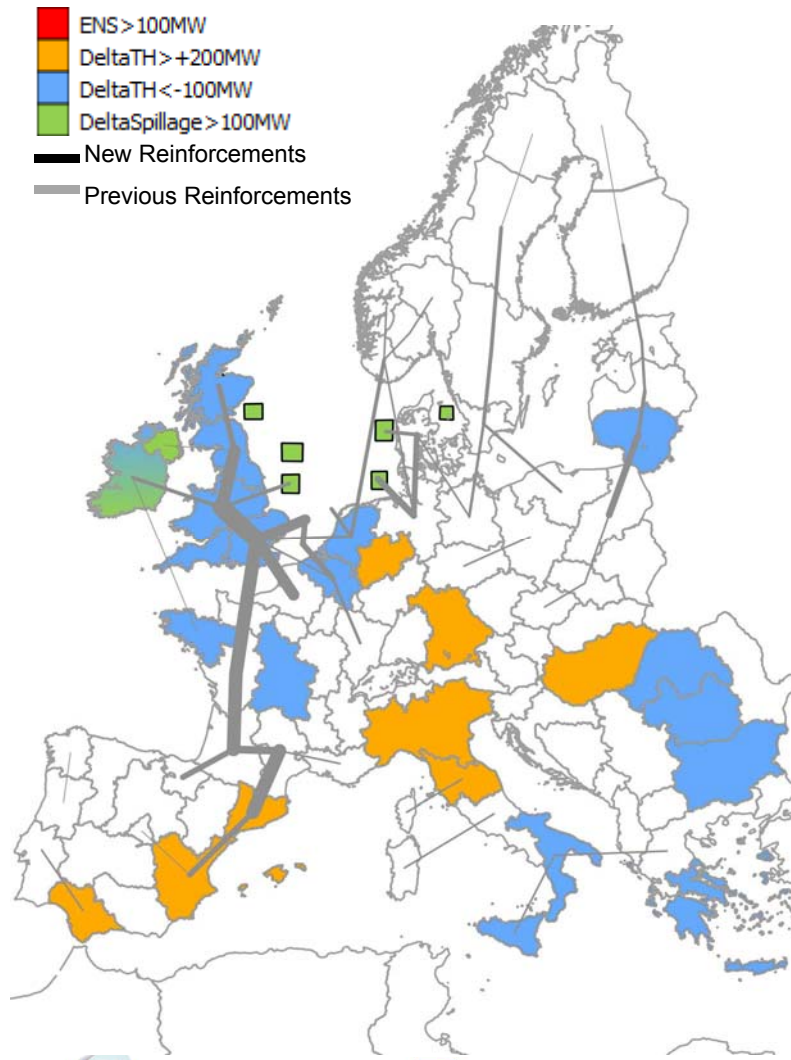 ENS>100MW
DeltaTH>+200MW
DeltaTH<-100MW
DeltaSpillage>100MW
New Reinforcements
Previous Reinforcements